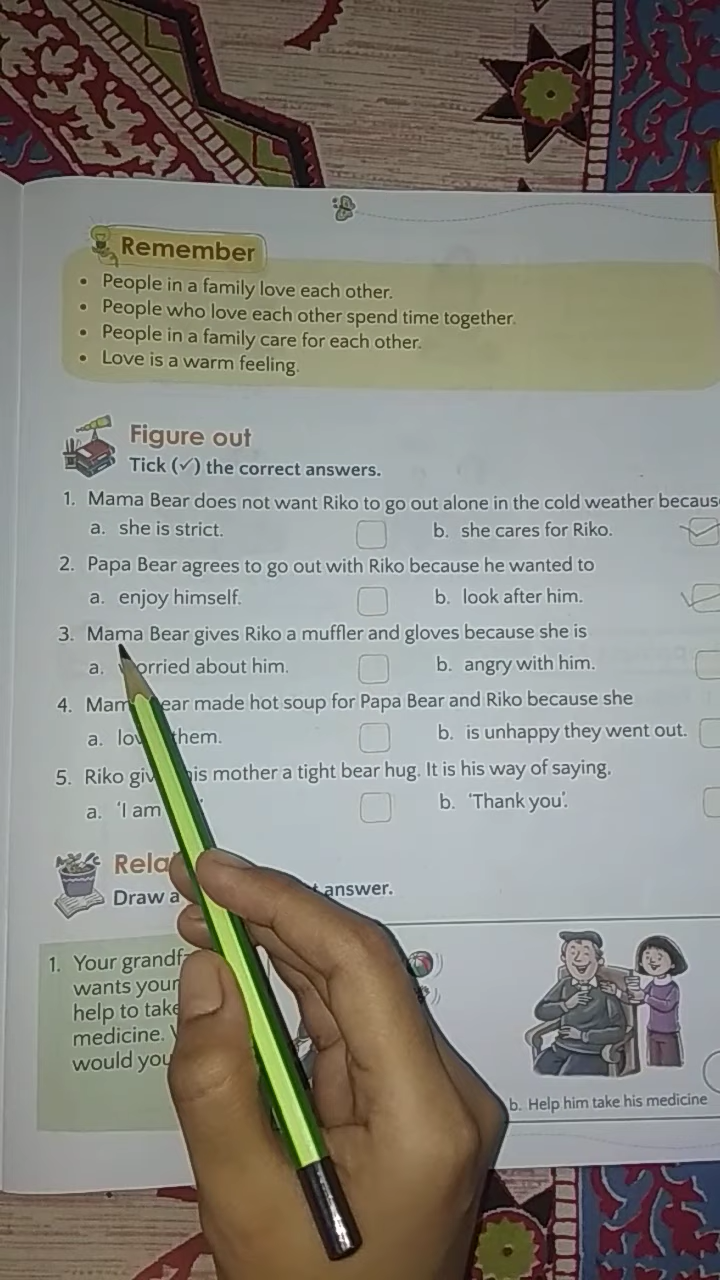 Remember
• People in a family love each other.
• People who love each other spend time together.
• People in a family care for each other.
• Love is a warm feeling.
Figure out
Tick (✓) the correct answers.
1. Mama Bear does not want Riko to go out alone in the cold weather becaus
a. she is strict. b. she cares for Riko.
2. Papa Bear agrees to go out with Riko because he wanted to
a. enjoy himself. b. look after him.
3. Mama Bear gives Riko a muffler and gloves because she is
a. orried about him. b. angry with him.
4. Mam ear made hot soup for Papa Bear and Riko because she
a. lo them. b. is unhappy they went out.
5. Riko giv is mother a tight bear hug. It is his way of saying.
a. 'I am b. 'Thank you'.
Rela
Draw a answer.
1. Your grandf
wants your
help to take
medicine.
would you
b. Help him take his medicine